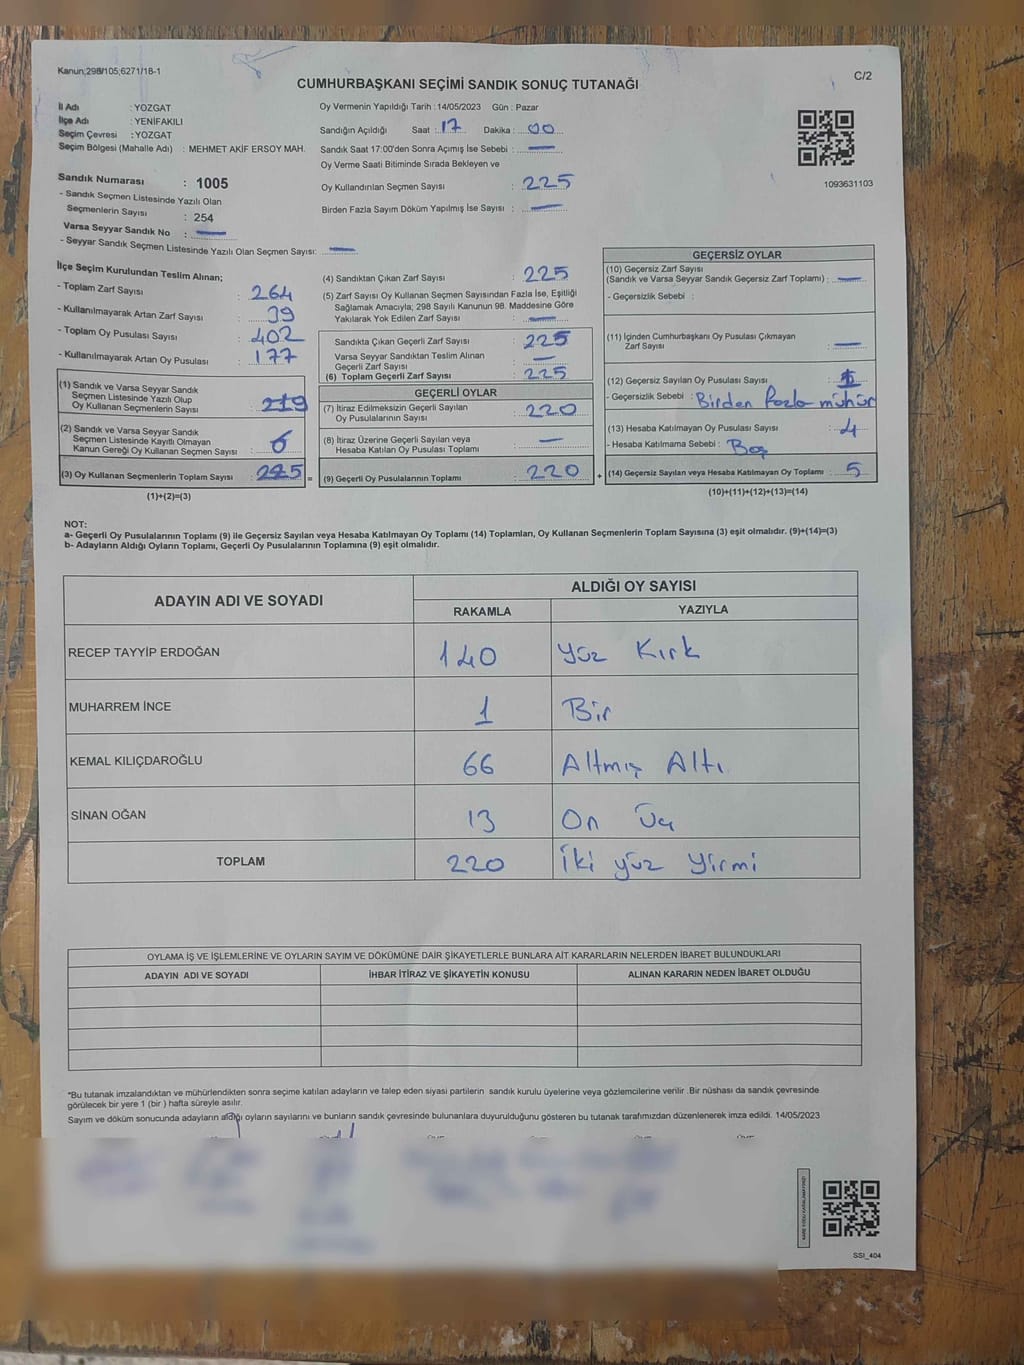 Kanun;298/105;6271/18-1
C/2
CUMHURBAŞKANI SEÇİMİ SANDIK SONUÇ TUTANAĞI
İl Adı : YOZGAT
İlçe Adı : YENİFAKILI
Seçim Çevresi : YOZGAT
Seçim Bölgesi (Mahalle Adı) : MEHMET AKİF ERSOY MAH.
Sandık Numarası : 1005
- Sandık Seçmen Listesinde Yazılı Olan
Seçmenlerin Sayısı : 254
Varsa Seyyar Sandık No : —
- Seyyar Sandık Seçmen Listesinde Yazılı Olan Seçmen Sayısı: —
Oy Vermenin Yapıldığı Tarih : 14/05/2023 Gün : Pazar
Sandığın Açıldığı Saat : 17 Dakika : 00
Sandık Saat 17:00'den Sonra Açımış İse Sebebi : —
Oy Verme Saati Bitiminde Sırada Bekleyen ve
Oy Kullandırılan Seçmen Sayısı : 225
Birden Fazla Sayım Döküm Yapılmış İse Sayısı : —
1093631103
İlçe Seçim Kurulundan Teslim Alınan;
- Toplam Zarf Sayısı : 264
- Kullanılmayarak Artan Zarf Sayısı : 39
- Toplam Oy Pusulası Sayısı : 402
- Kullanılmayarak Artan Oy Pusulası : 177
(1) Sandık ve Varsa Seyyar Sandık
Seçmen Listesinde Yazılı Olup
Oy Kullanan Seçmenlerin Sayısı : 219
(2) Sandık ve Varsa Seyyar Sandık
Seçmen Listesinde Kayıtlı Olmayan
Kanun Gereği Oy Kullanan Seçmen Sayısı : 6
(3) Oy Kullanan Seçmenlerin Toplam Sayısı : 225 =
(1)+(2)=(3)
(4) Sandıktan Çıkan Zarf Sayısı : 225
(5) Zarf Sayısı Oy Kullanan Seçmen Sayısından Fazla İse, Eşitliği
Sağlamak Amacıyla; 298 Sayılı Kanunun 98. Maddesine Göre
Yakılarak Yok Edilen Zarf Sayısı : —
Sandıkta Çıkan Geçerli Zarf Sayısı : 225
Varsa Seyyar Sandıktan Teslim Alınan
Geçerli Zarf Sayısı : —
(6) Toplam Geçerli Zarf Sayısı : 225
GEÇERLİ OYLAR
(7) İtiraz Edilmeksizin Geçerli Sayılan
Oy Pusulalarının Sayısı : 220
(8) İtiraz Üzerine Geçerli Sayılan veya
Hesaba Katılan Oy Pusulası Toplamı : —
(9) Geçerli Oy Pusulalarının Toplamı : 220 +
GEÇERSİZ OYLAR
(10) Geçersiz Zarf Sayısı
(Sandık ve Varsa Seyyar Sandık Geçersiz Zarf Toplamı) : —
- Geçersizlik Sebebi :
(11) İçinden Cumhurbaşkanı Oy Pusulası Çıkmayan
Zarf Sayısı : —
(12) Geçersiz Sayılan Oy Pusulası Sayısı : 1
- Geçersizlik Sebebi : Birden fazla mühür
(13) Hesaba Katılmayan Oy Pusulası Sayısı : 4
- Hesaba Katılmama Sebebi : Boş
(14) Geçersiz Sayılan veya Hesaba Katılmayan Oy Toplamı : 5
(10)+(11)+(12)+(13)=(14)
NOT:
a- Geçerli Oy Pusulalarının Toplamı (9) ile Geçersiz Sayılan veya Hesaba Katılmayan Oy Toplamı (14) Toplamları, Oy Kullanan Seçmenlerin Toplam Sayısına (3) eşit olmalıdır. (9)+(14)=(3)
b- Adayların Aldığı Oyların Toplamı, Geçerli Oy Pusulalarının Toplamına (9) eşit olmalıdır.
ADAYIN ADI VE SOYADI
ALDIĞI OY SAYISI
RAKAMLA YAZIYLA
RECEP TAYYİP ERDOĞAN 140 Yüz Kırk
MUHARREM İNCE 1 Bir
KEMAL KILIÇDAROĞLU 66 Altmış Altı
SİNAN OĞAN 13 On Üç
TOPLAM 220 İki yüz Yirmi
OYLAMA İŞ VE İŞLEMLERİNE VE OYLARIN SAYIM VE DÖKÜMÜNE DAİR ŞİKAYETLERLE BUNLARA AİT KARARLARIN NELERDEN İBARET BULUNDUKLARI
ADAYIN ADI VE SOYADI İHBAR İTİRAZ VE ŞİKAYETİN KONUSU ALINAN KARARIN NEDEN İBARET OLDUĞU
*Bu tutanak imzalandıktan ve mühürlendikten sonra seçime katılan adayların ve talep eden siyasi partilerin sandık kurulu üyelerine veya gözlemcilerine verilir .Bir nüshası da sandık çevresinde
görülecek bir yere 1 (bir ) hafta süreyle asılır.
Sayım ve döküm sonucunda adayların aldığı oyların sayılarını ve bunların sandık çevresinde bulunanlara duyurulduğunu gösteren bu tutanak tarafımızdan düzenlenerek imza edildi. 14/05/2023
KARE KODU KARALAMAYINIZ!
SSI_404